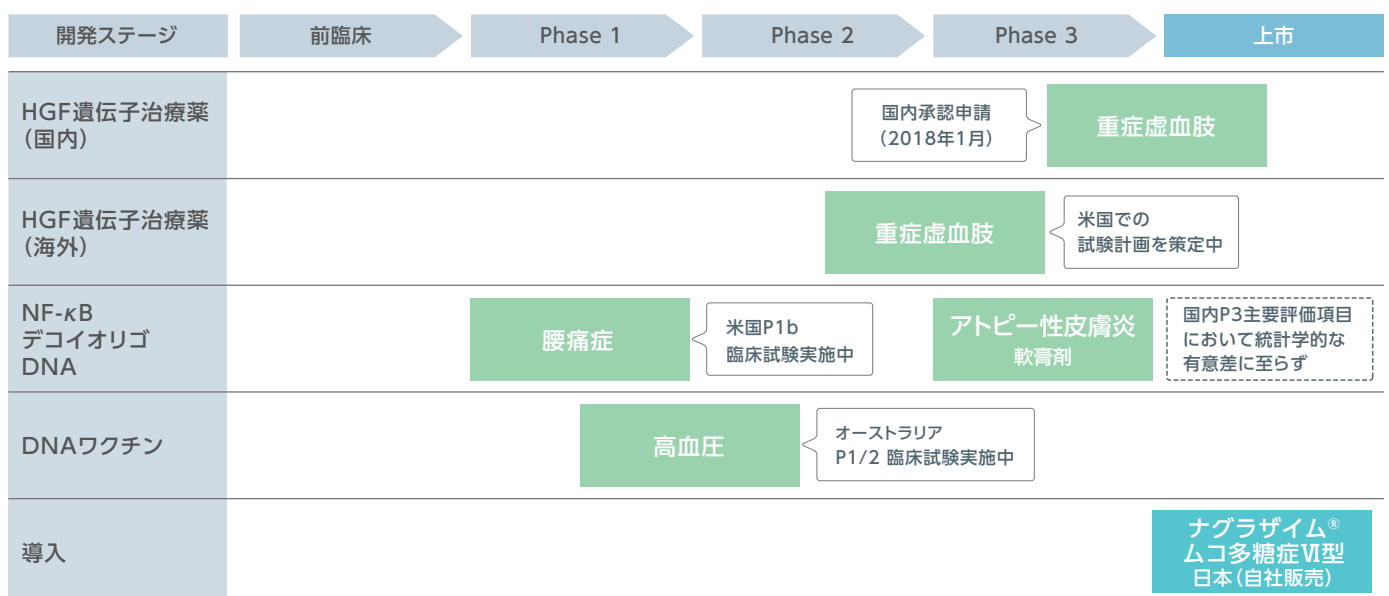 開発ステージ
前臨床
Phase 1
Phase 2
Phase 3
上市
HGF遺伝子治療薬
(国内)
国内承認申請
(2018年1月)
重症虚血肢
HGF遺伝子治療薬
(海外)
重症虚血肢
米国での
試験計画を策定中
NF-κB
デコイオリゴ
DNA
腰痛症
米国P1b
臨床試験実施中
アトピー性皮膚炎
軟膏剤
国内P3主要評価項目
において統計学的な
有意差に至らず
DNAワクチン
高血圧
オーストラリア
P1/2 臨床試験実施中
導入
ナグラザイム®
ムコ多糖症Ⅵ型
日本(自社販売)